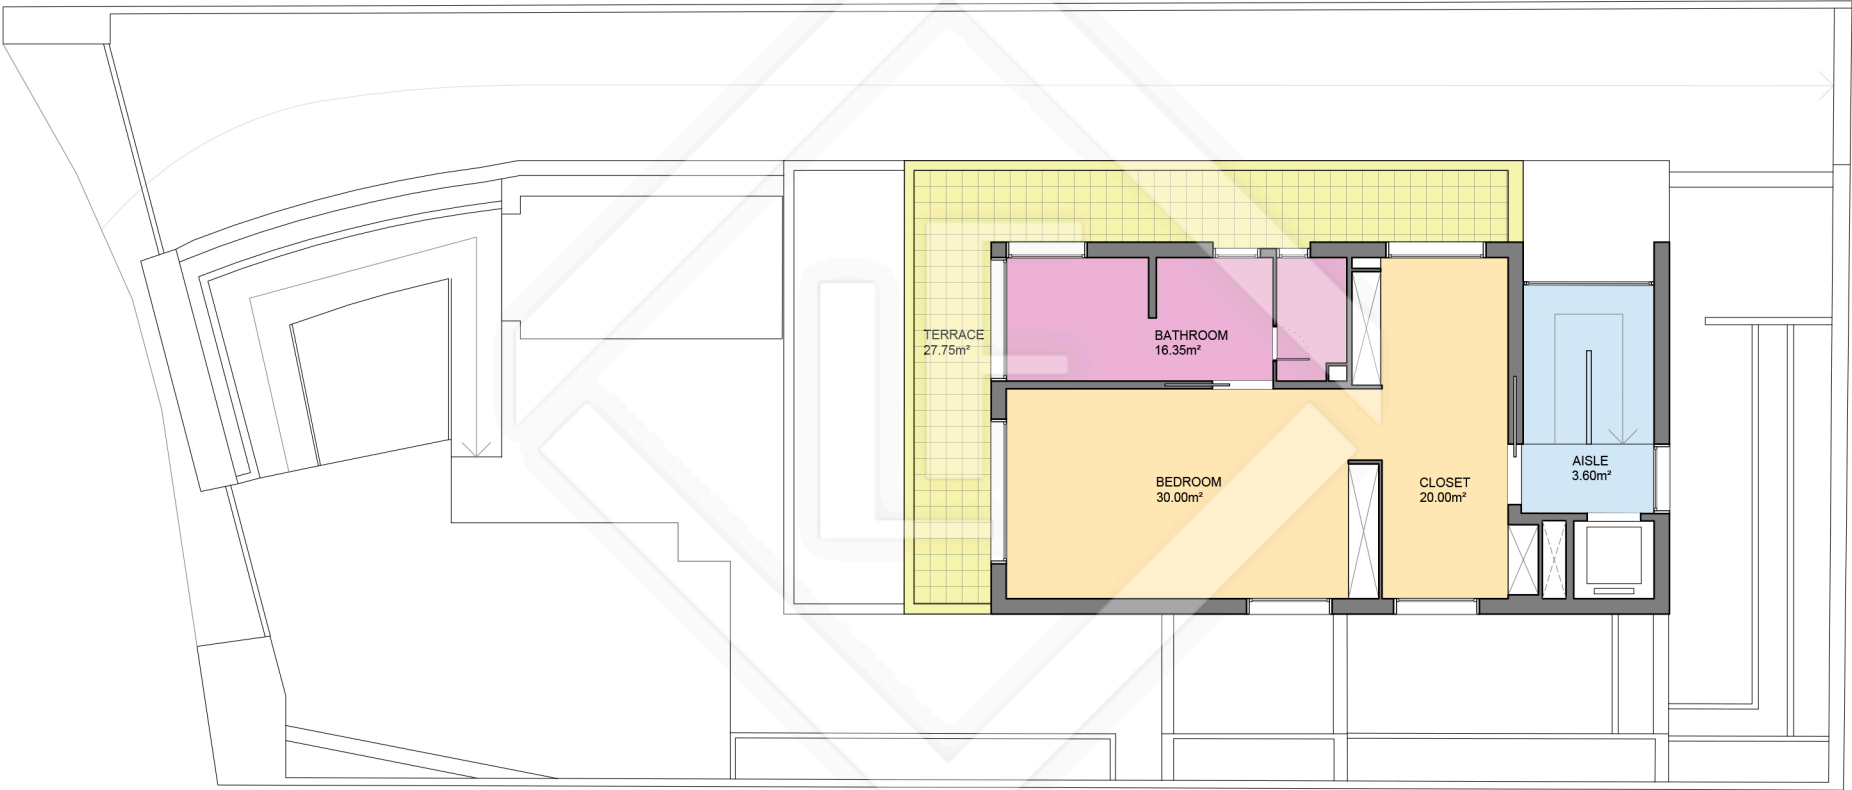 TERRACE
27.75m²
BATHROOM
16.35m²
BEDROOM
30.00m²
CLOSET
20.00m²
AISLE
3.60m²